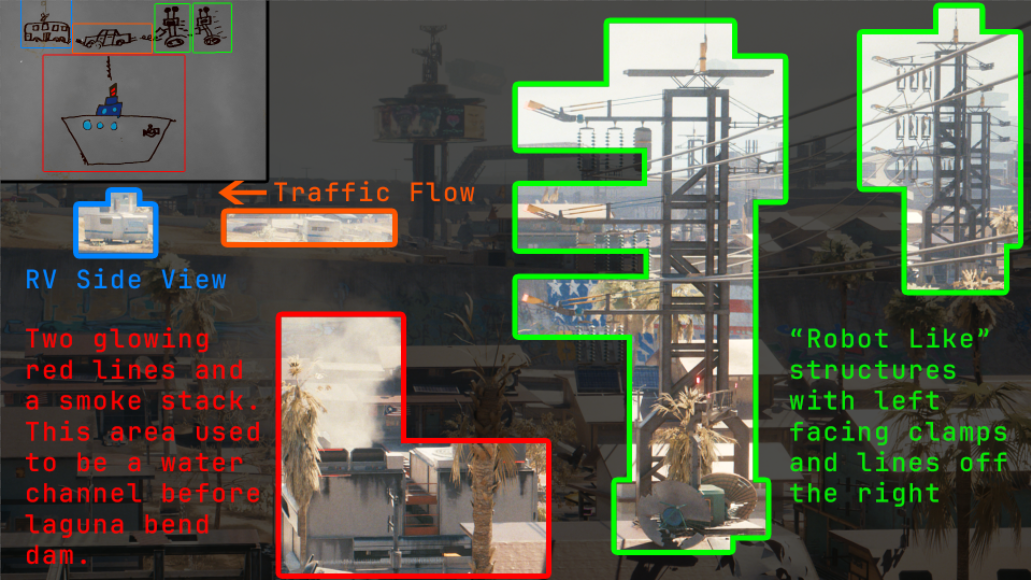 Traffic Flow
RV Side View
Two glowing
red lines and
a smoke stack.
This area used
to be a water
channel before
laguna bend
dam.
“Robot Like”
structures
with left
facing clamps
and lines off
the right